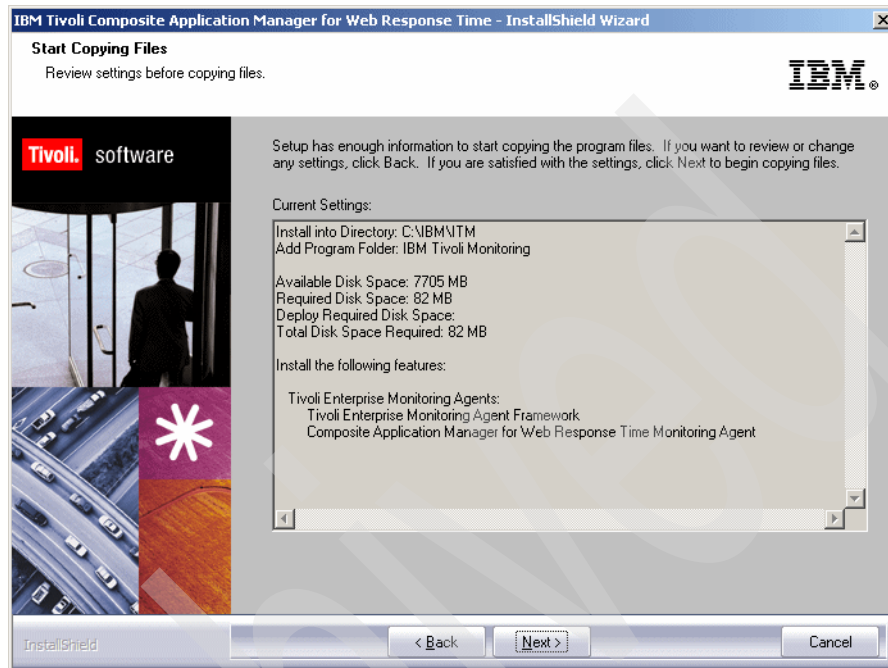 IBM Tivoli Composite Application Manager for Web Response Time - InstallShield Wizard
Start Copying Files
Review settings before copying files.
IBM®
Tivoli. software
Setup has enough information to start copying the program files. If you want to review or change
any settings, click Back. If you are satisfied with the settings, click Next to begin copying files.
Current Settings:
Install into Directory: C:\IBM\ITM
Add Program Folder: IBM Tivoli Monitoring
Available Disk Space: 7705 MB
Required Disk Space: 82 MB
Deploy Required Disk Space:
Total Disk Space Required: 82 MB
Install the following features:
Tivoli Enterprise Monitoring Agents:
Tivoli Enterprise Monitoring Agent Framework
Composite Application Manager for Web Response Time Monitoring Agent
InstallShield
< Back
Next >
Cancel